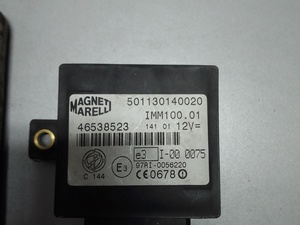 MAGNETI
MARELLI
501130140020
IMM100.01
46538523
141 01 12V=
e3 I-00 0075
97RI-0056220
C 144 E3 CE0678